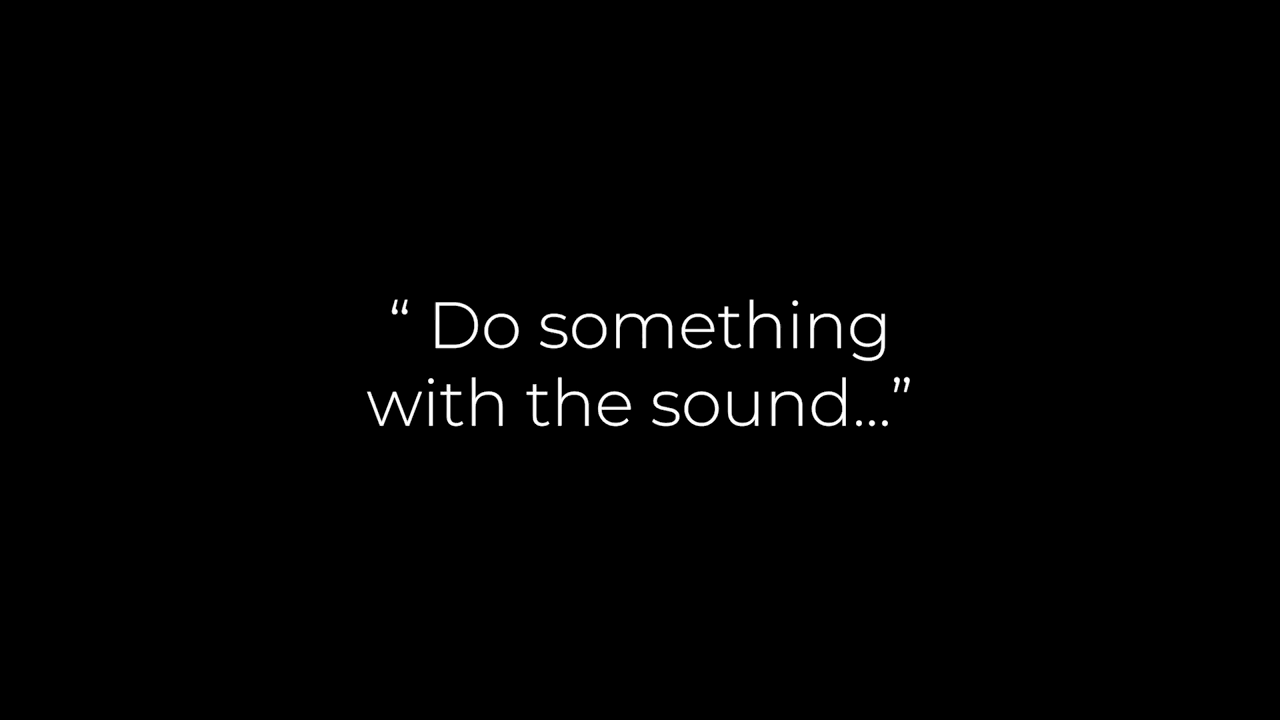 “ Do something
with the sound...”